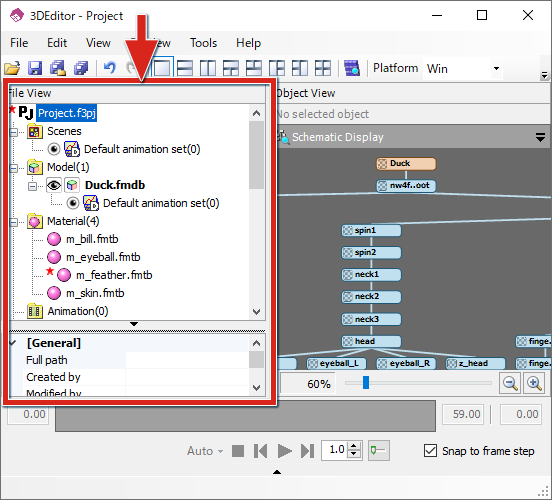 3DEditor - Project
File Edit View Tools Help
Platform Win
File View
Object View
Project.f3pj
No selected object
Scenes
Schematic Display
Default animation set(0)
Model(1)
Duck
Duck.fmdb
nw4f..oot
Default animation set(0)
Material(4)
spin1
m_bill.fmtb
spin2
m_eyeball.fmtb
neck1
m_feather.fmtb
neck2
m_skin.fmtb
Animation(0)
neck3
head
finge.
[General]
Full path
eyeball_L
eyeball_R
z_head
finge.
Created by
60%
Modified by
0.00
59.00
0.00
Auto
1.0
Snap to frame step